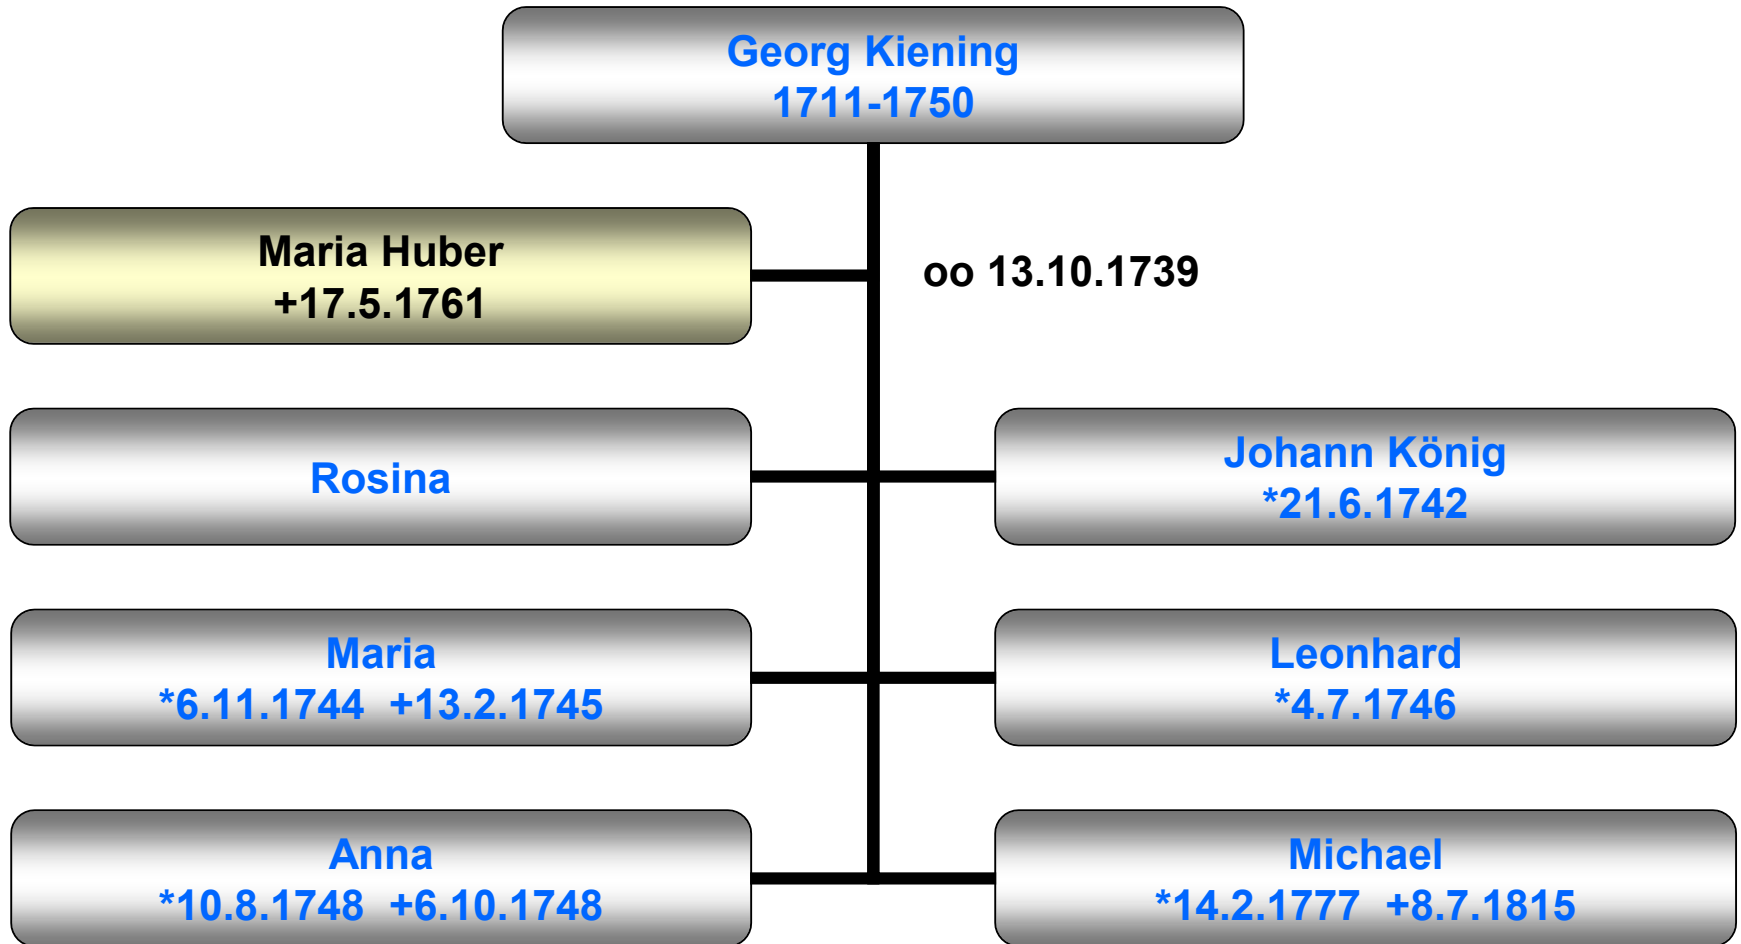 Georg Kiening
1711-1750
Maria Huber
+17.5.1761
oo 13.10.1739
Rosina
Johann König
*21.6.1742
Maria
*6.11.1744 +13.2.1745
Leonhard
*4.7.1746
Anna
*10.8.1748 +6.10.1748
Michael
*14.2.1777 +8.7.1815